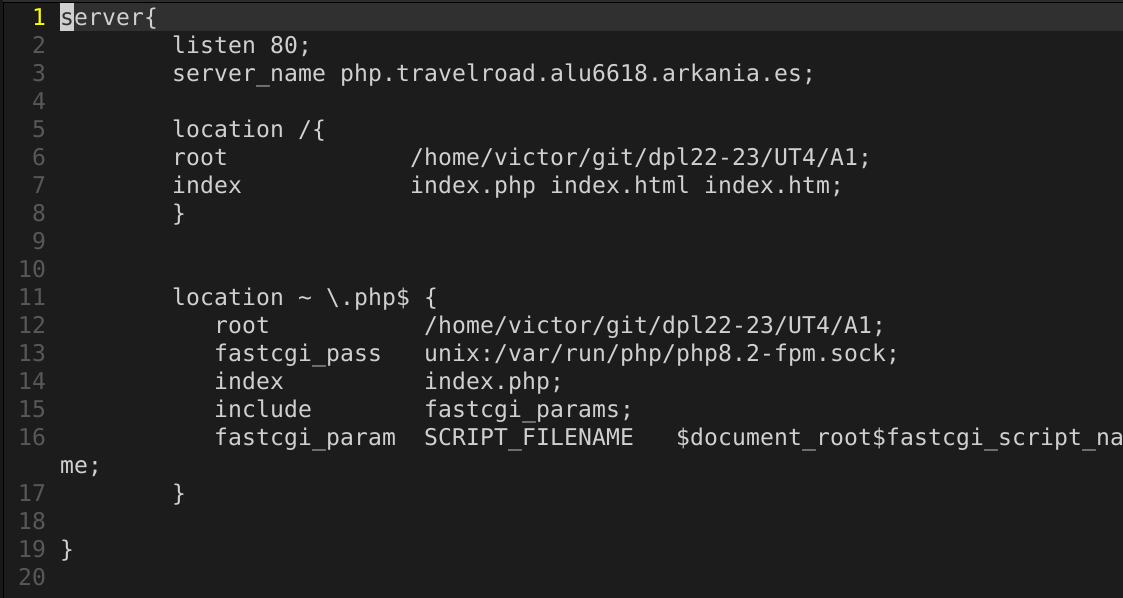 1 server{
2 listen 80;
3 server_name php.travelroad.alu6618.arkania.es;
4
5 location /{
6 root /home/victor/git/dpl22-23/UT4/A1;
7 index index.php index.html index.htm;
8 }
9
10
11 location ~ \.php$ {
12 root /home/victor/git/dpl22-23/UT4/A1;
13 fastcgi_pass unix:/var/run/php/php8.2-fpm.sock;
14 index index.php;
15 include fastcgi_params;
16 fastcgi_param SCRIPT_FILENAME $document_root$fastcgi_script_na
me;
17 }
18
19 }
20